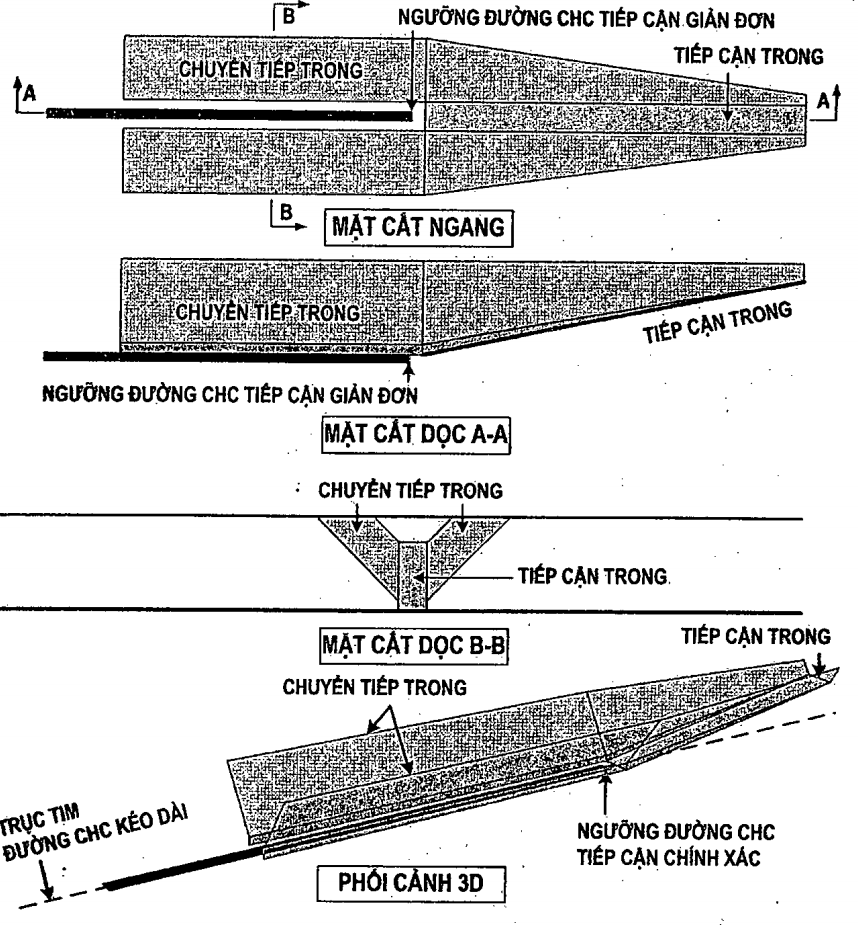 B
NGƯỠNG ĐƯỜNG CHC TIẾP CẬN GIẢN ĐƠN
TIẾP CẬN TRONG
CHUYỂN TIẾP TRONG
A
A
B
MẶT CẮT NGANG
CHUYỂN TIẾP TRONG
TIẾP CẬN TRONG
NGƯỠNG ĐƯỜNG CHC TIẾP CẬN GIẢN ĐƠN
MẶT CẮT DỌC A-A
CHUYỂN TIẾP TRONG
TIẾP CẬN TRONG
MẶT CẮT DỌC B-B
TIẾP CẬN TRONG
CHUYỂN TIẾP TRONG
TRỤC TIM
ĐƯỜNG CHC KÉO DÀI
NGƯỠNG ĐƯỜNG CHC
TIẾP CẬN CHÍNH XÁC
PHỐI CẢNH 3D